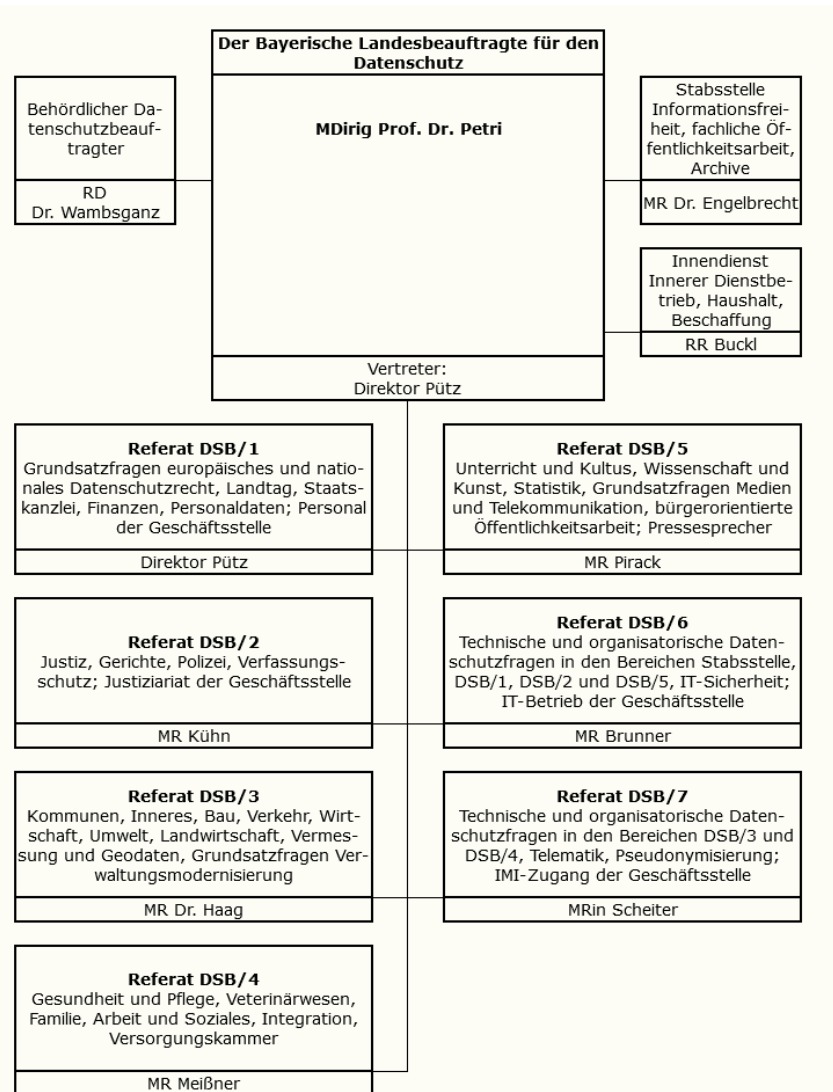 Der Bayerische Landesbeauftragte für den
Datenschutz
MDirig Prof. Dr. Petri
Vertreter:
Direktor Pütz
Behördlicher Da-
tenschutzbeauf-
tragter
RD
Dr. Wambsganz
Stabsstelle
Informationsfrei-
heit, fachliche Öf-
fentlichkeitsarbeit,
Archive
MR Dr. Engelbrecht
Innendienst
Innerer Dienstbe-
trieb, Haushalt,
Beschaffung
RR Buckl
Referat DSB/1
Grundsatzfragen europäisches und natio-
nales Datenschutzrecht, Landtag, Staats-
kanzlei, Finanzen, Personaldaten; Personal
der Geschäftsstelle
Direktor Pütz
Referat DSB/5
Unterricht und Kultus, Wissenschaft und
Kunst, Statistik, Grundsatzfragen Medien
und Telekommunikation, bürgerorientierte
Öffentlichkeitsarbeit; Pressesprecher
MR Pirack
Referat DSB/2
Justiz, Gerichte, Polizei, Verfassungs-
schutz; Justiziariat der Geschäftsstelle
MR Kühn
Referat DSB/6
Technische und organisatorische Daten-
schutzfragen in den Bereichen Stabsstelle,
DSB/1, DSB/2 und DSB/5, IT-Sicherheit;
IT-Betrieb der Geschäftsstelle
MR Brunner
Referat DSB/3
Kommunen, Inneres, Bau, Verkehr, Wirt-
schaft, Umwelt, Landwirtschaft, Vermes-
sung und Geodaten, Grundsatzfragen Ver-
waltungsmodernisierung
MR Dr. Haag
Referat DSB/7
Technische und organisatorische Daten-
schutzfragen in den Bereichen DSB/3 und
DSB/4, Telematik, Pseudonymisierung;
IMI-Zugang der Geschäftsstelle
MRin Scheiter
Referat DSB/4
Gesundheit und Pflege, Veterinärwesen,
Familie, Arbeit und Soziales, Integration,
Versorgungskammer
MR Meißner